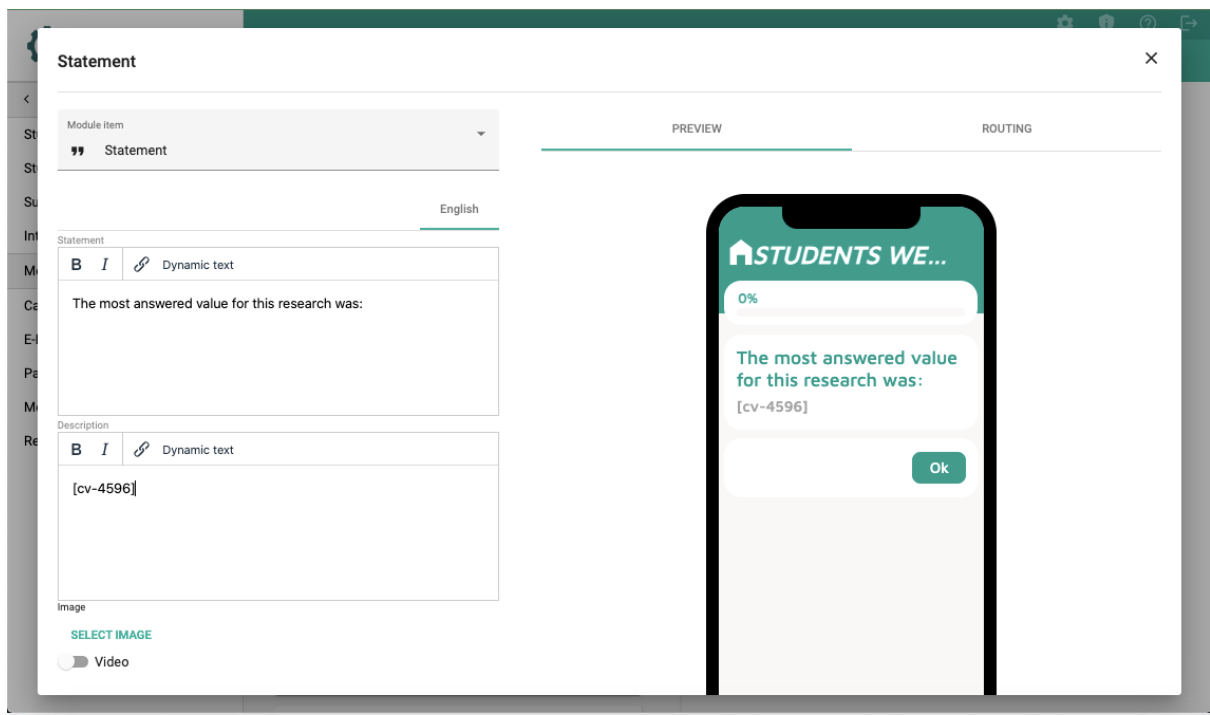 Statement
Module item
Statement
English
Statement
B I Dynamic text
The most answered value for this research was:
Description
B I Dynamic text
[cv-4596]
Image
SELECT IMAGE
Video
PREVIEW
ROUTING
STUDENTS WE...
0%
The most answered value
for this research was:
[cv-4596]
Ok